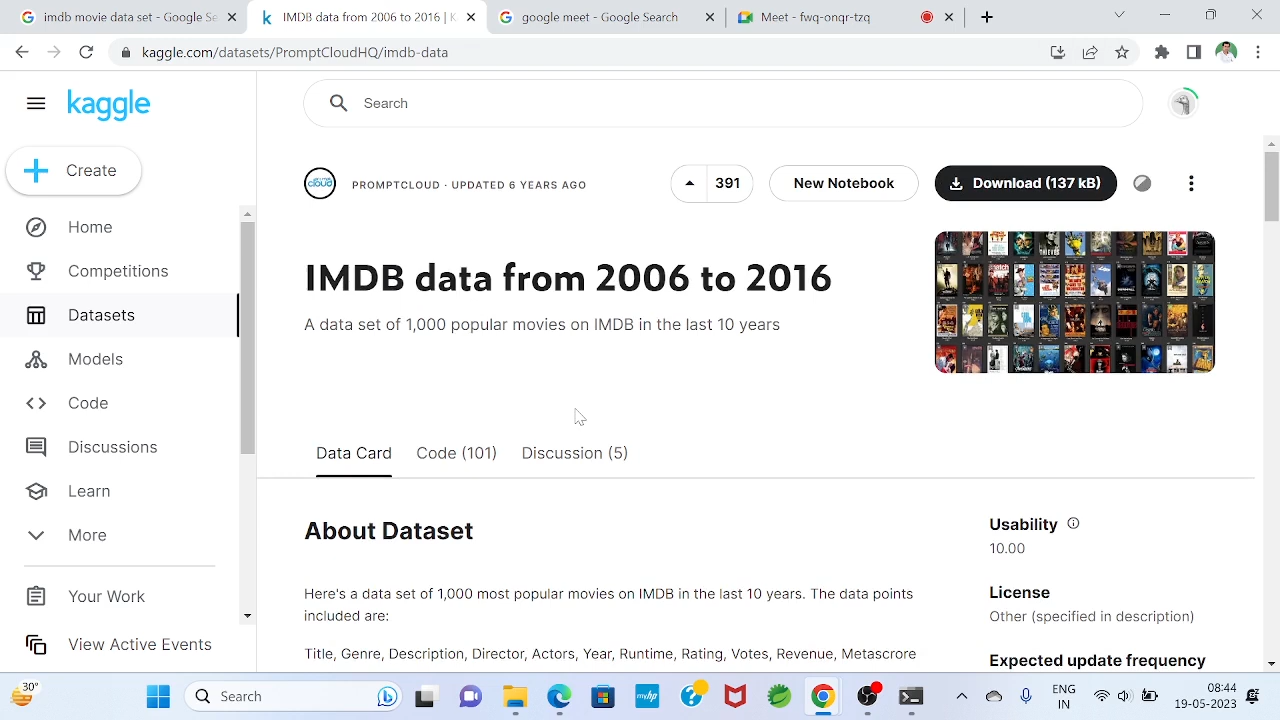 imdb movie data set - Google Se
IMDB data from 2006 to 2016 | K
google meet - Google Search
Meet - fwq-onqr-tzq
kaggle.com/datasets/PromptCloudHQ/imdb-data
kaggle
Search
Create
cloud
PROMPTCLOUD · UPDATED 6 YEARS AGO
391
New Notebook
Download (137 kB)
Home
Competitions
Datasets
Models
Code
Discussions
Learn
More
Your Work
View Active Events
IMDB data from 2006 to 2016
A data set of 1,000 popular movies on IMDB in the last 10 years
Data Card
Code (101)
Discussion (5)
About Dataset
Here's a data set of 1,000 most popular movies on IMDB in the last 10 years. The data points
included are:
Title, Genre, Description, Director, Actors, Year, Runtime, Rating, Votes, Revenue, Metascrore
Usability
10.00
License
Other (specified in description)
Expected update frequency
30°
Search
myhp
ENG
IN
08:44
19-05-2023